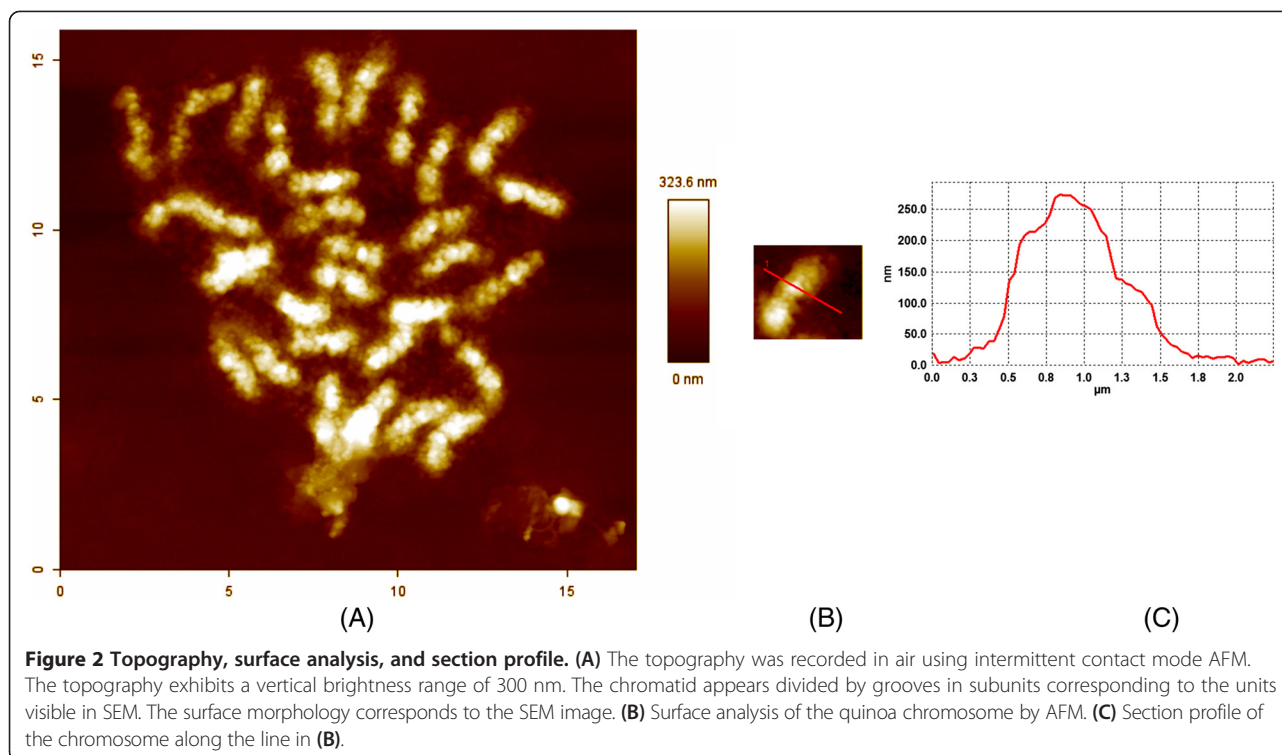 15
10
5
0
0
5
10
15
323.6 nm
0 nm
1
250.0
200.0
150.0
100.0
50.0
0.0
nm
0.0
0.3
0.5
0.8
1.0
1.3
1.5
1.8
2.0
µm
(A)
(B)
(C)
Figure 2 Topography, surface analysis, and section profile. (A) The topography was recorded in air using intermittent contact mode AFM.
The topography exhibits a vertical brightness range of 300 nm. The chromatid appears divided by grooves in subunits corresponding to the units
visible in SEM. The surface morphology corresponds to the SEM image. (B) Surface analysis of the quinoa chromosome by AFM. (C) Section profile of
the chromosome along the line in (B).